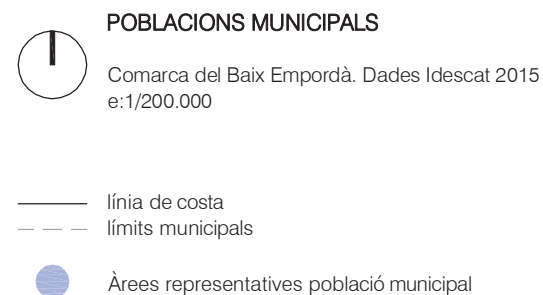 POBLACIONS MUNICIPALS
Comarca del Baix Empordà. Dades Idescat 2015
e:1/200.000
línia de costa
límits municipals
Àrees representatives població municipal